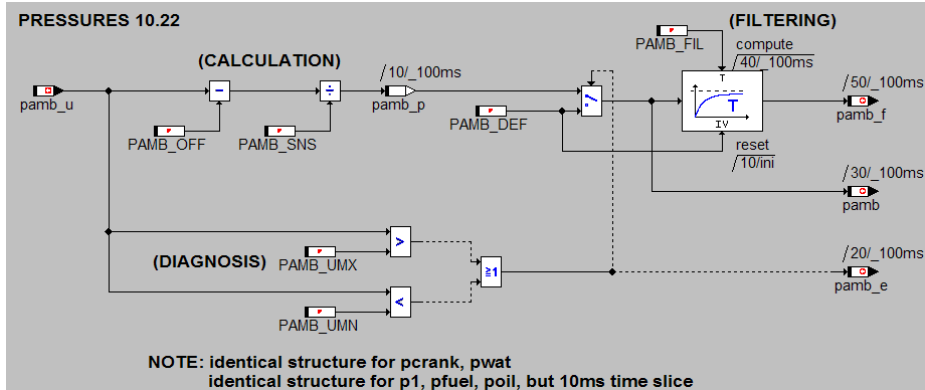 PRESSURES 10.22
(FILTERING)
PAMB_FIL
compute
/40/_100ms
(CALCULATION)
/10/_100ms
T
/50/_100ms
pamb_u
pamb_p
T
pamb_f
PAMB_OFF
PAMB_SNS
PAMB_DEF
IV
reset
/10/ini
/30/_100ms
pamb
(DIAGNOSIS)
PAMB_UMX
>
/20/_100ms
≥1
pamb_e
<
PAMB_UMN
NOTE: identical structure for pcrank, pwat
identical structure for p1, pfuel, poil, but 10ms time slice